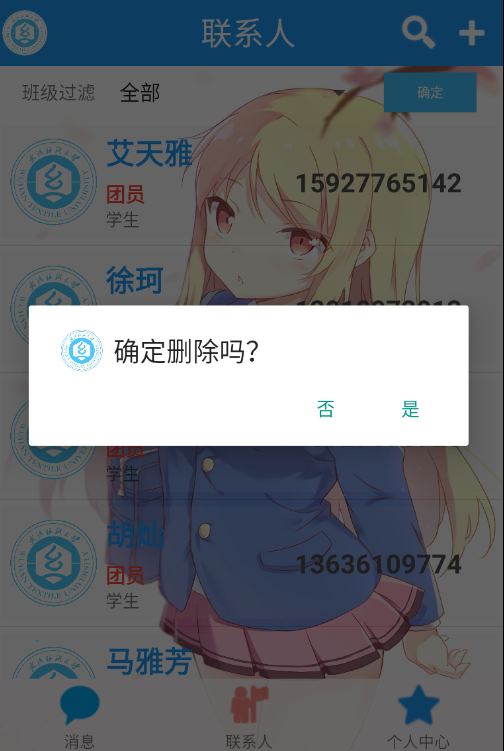 联系人
班级过滤 全部 确定
艾天雅
团员
15927765142
学生
徐珂
确定删除吗？
否 是
团员
学生
胡灿
团员
13636109774
学生
马雅芳
消息 联系人 个人中心